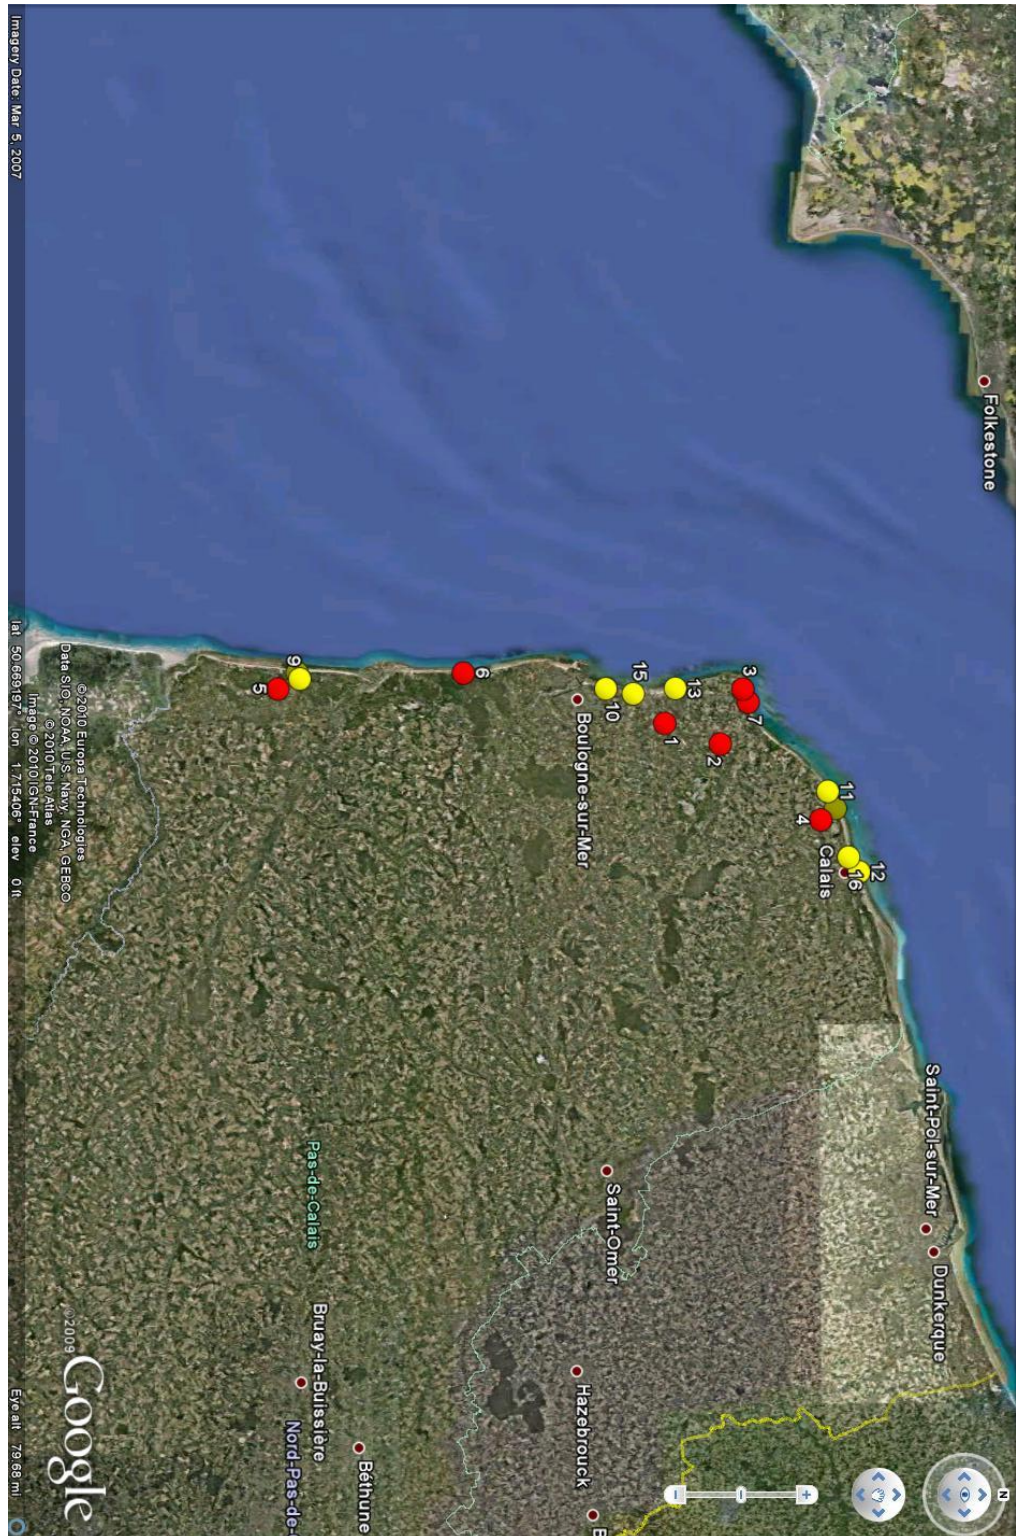 N
Folkestone
Saint-Pol-sur-Mer
Dunkerque
12
16
Calais
11
4
3
7
2
13
1
15
10
Boulogne-sur-Mer
Saint-Omer
Hazebrouck
6
9
5
Pas-de-Calais
Béthune
Bruay-la-Buissière
Nord-Pas-de-
©2010 Europa Technologies
Data SIO, NOAA, U.S. Navy, NGA, GEBCO
© 2010 Tele Atlas
Image © 2010 IGN-France
©2009 Google
Imagery Date: Mar 5, 2007
lat 50.669197° lon 1.715406° elev 0 ft
Eye alt 79.68 mi